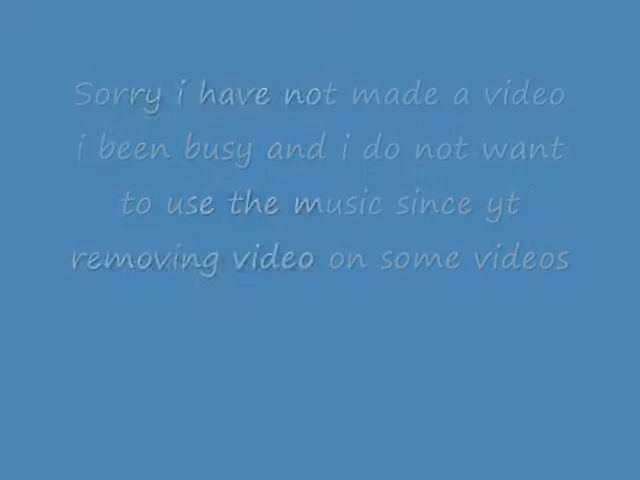 Sorry i have not made a video
i been busy and i do not want
to use the music since yt
removing video on some videos